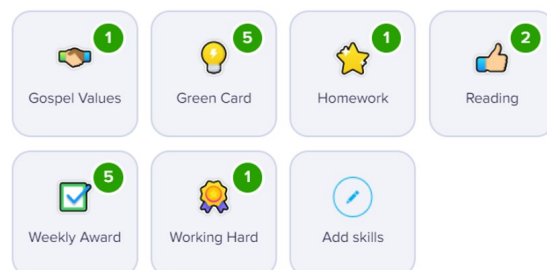 1
5
1
2
Gospel Values
Green Card
Homework
Reading
5
1
Weekly Award
Working Hard
Add skills